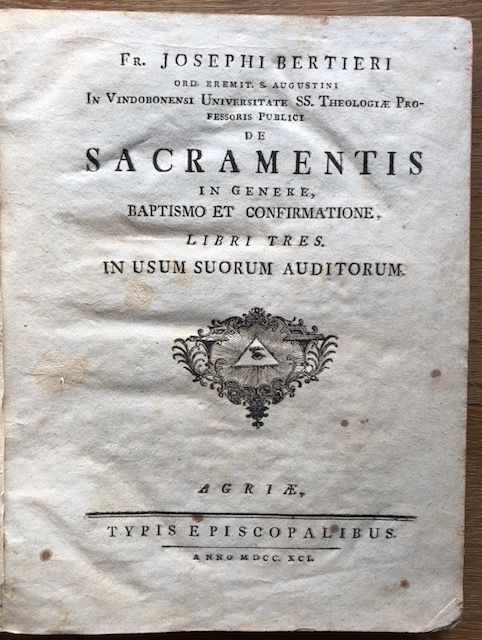 FR. JOSEPHI BERTIERI
ORD. EREMIT. S. AUGUSTINI
IN VINDOBONENSI UNIVERSITATE SS. THEOLOGIÆ PRO-
FESSORIS PUBLICI
DE
SACRAMENTIS
IN GENERE,
BAPTISMO ET CONFIRMATIONE,
LIBRI TRES.
IN USUM SUORUM AUDITORUM.
AGRIÆ,
TYPIS EPISCOPALIBUS.
ANNO MDCC. XCI.